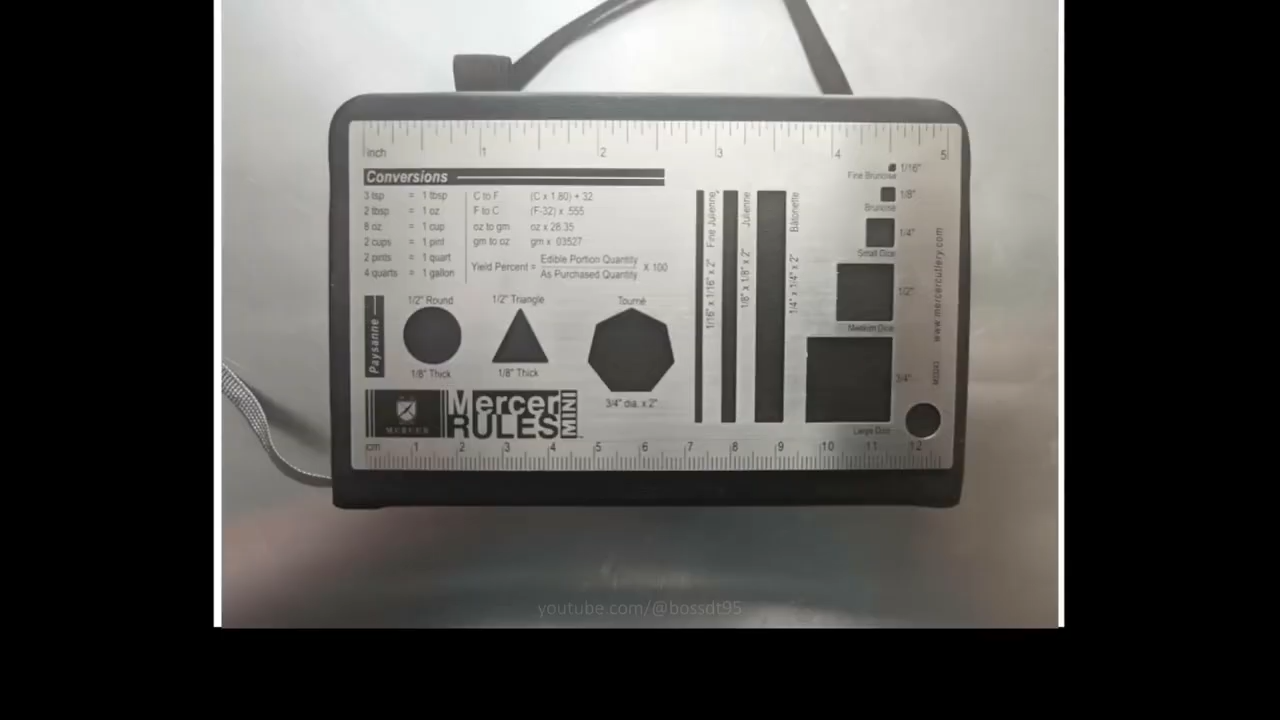 inch 1 2 3 4 5
Conversions
3 tsp = 1 tbsp
2 tbsp = 1 oz
8 oz = 1 cup
2 cups = 1 pint
2 pints = 1 quart
4 quarts = 1 gallon
C to F (C x 1.80) + 32
F to C (F-32) x .555
oz to gm oz x 28.35
gm to oz gm x .03527
Yield Percent = Edible Portion Quantity
As Purchased Quantity X 100
Paysanne
1/2" Round
1/8" Thick
1/2" Triangle
1/8" Thick
Tourné
3/4" dia. x 2"
1/16" x 1/16" x 2" Fine Julienne
1/8" x 1/8" x 2" Julienne
1/4" x 1/4" x 2" Bâtonette
1/16"
Fine Brunoise
1/8"
Brunoise
1/4"
Small Dice
1/2"
Medium Dice
3/4"
Large Dice
www.mercercutlery.com
MERCER
Mercer
RULES
MINI
cm 1 2 3 4 5 6 7 8 9 10 11 12
youtube.com/@bossdt95